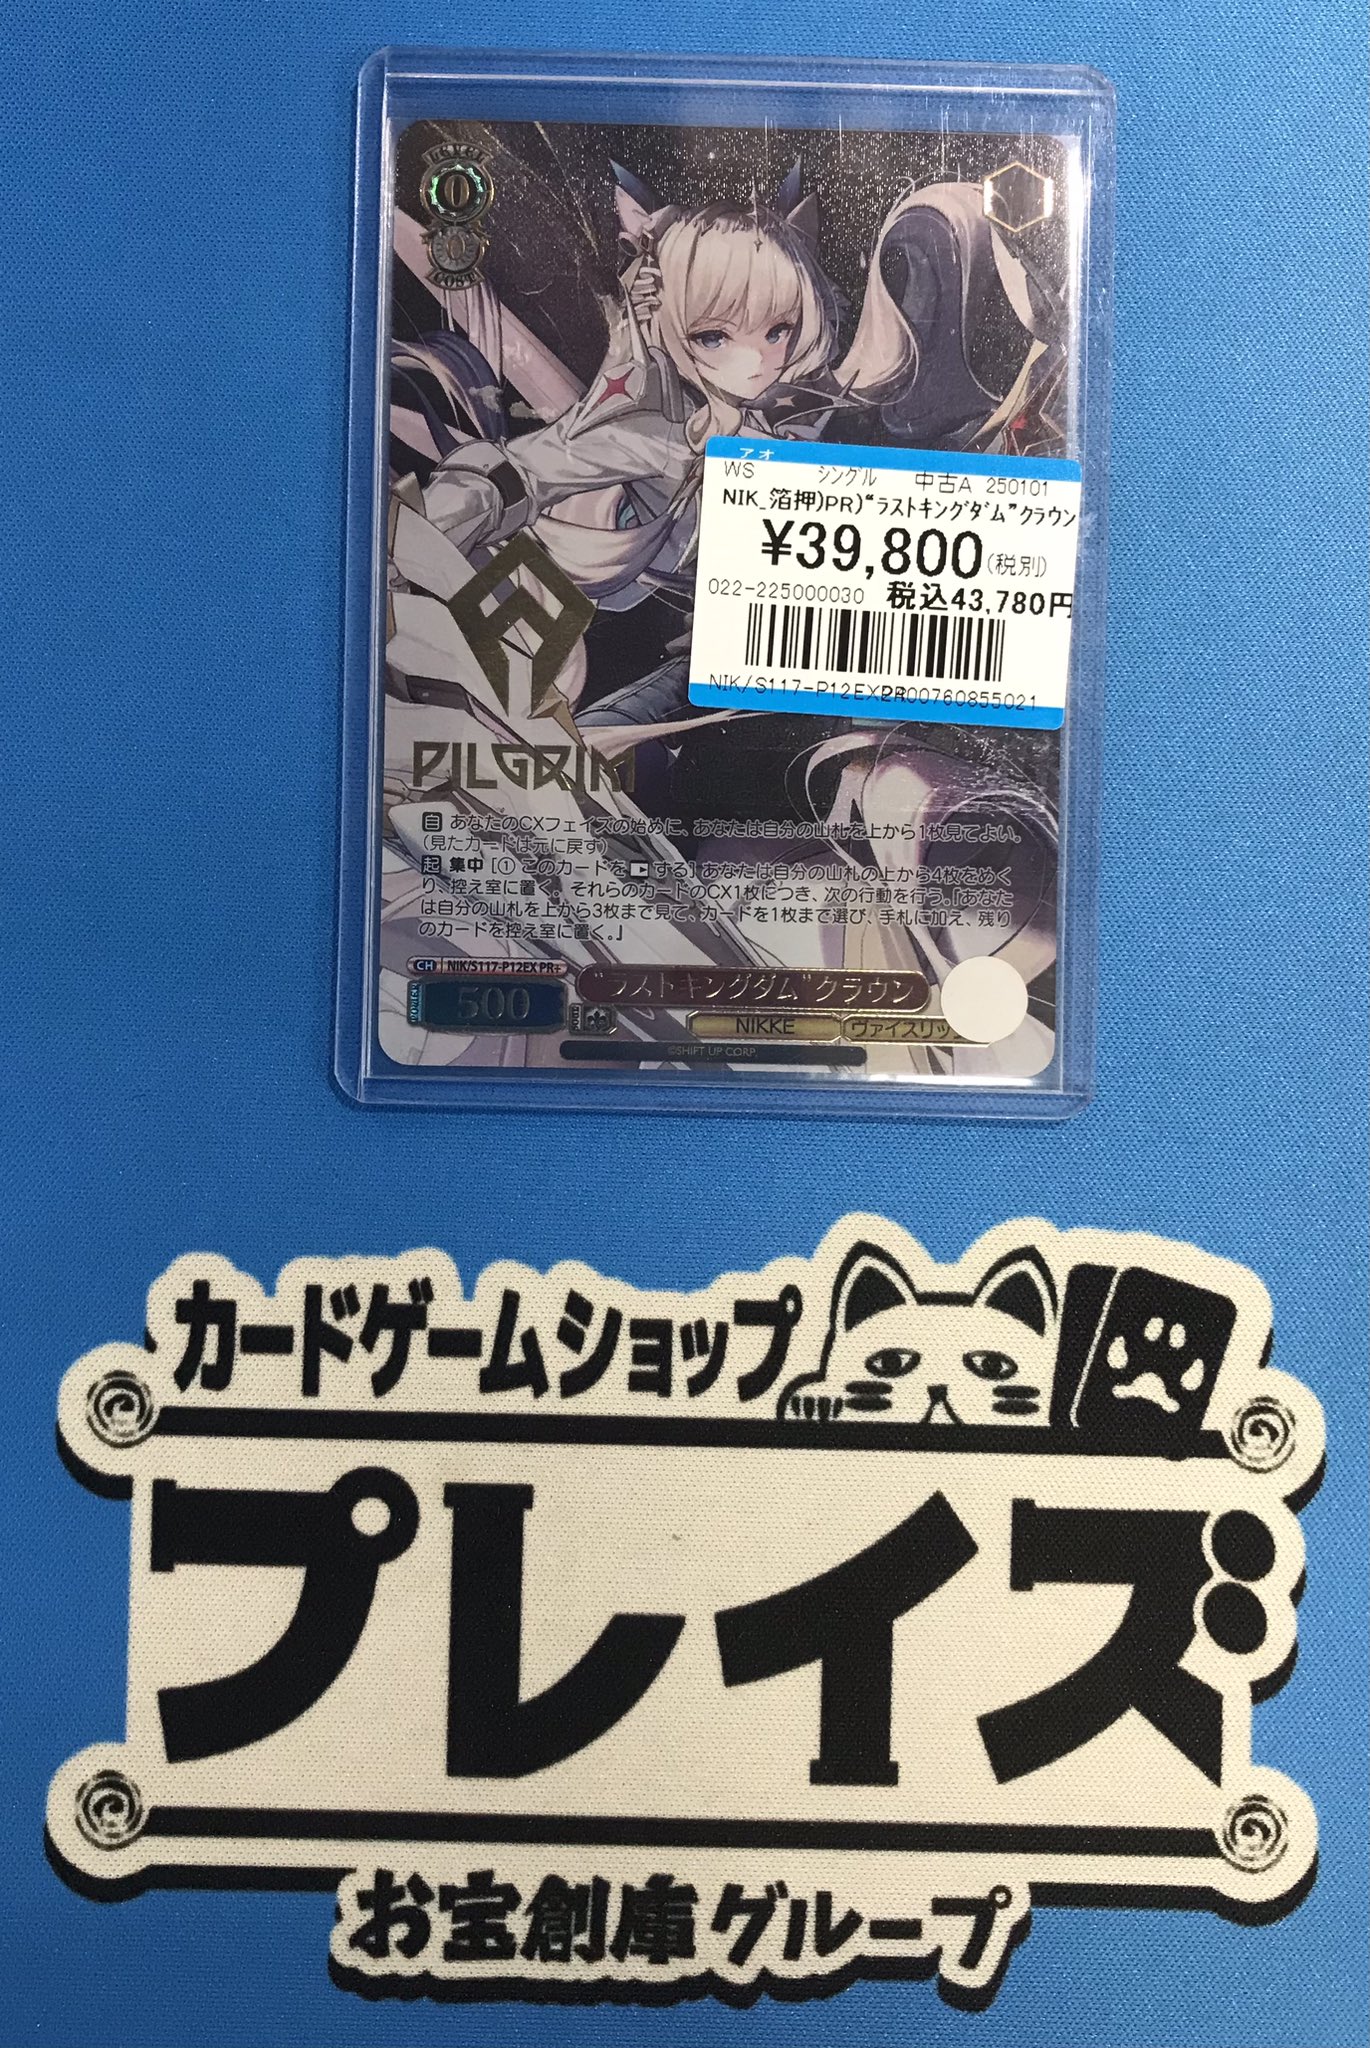 LEVEL
0
0
COST
アオ
WS シングル 中古A 250101
NIK_箔押)PR)“ラストキングダム”クラウン
¥39,800(税別)
022-225000030 税込43,780円
NIK/S117-P12EX
00760855021
PILGRIM
自 あなたのCXフェイズの始めに、あなたは自分の山札を上から1枚見てよい。
(見たカードは元に戻す)
起 集中 [① このカードを する] あなたは自分の山札の上から4枚をめく
り、控え室に置く。それらのカードのCX1枚につき、次の行動を行う。『あなた
は自分の山札を上から3枚まで見て、カードを1枚まで選び、手札に加え、残り
のカードを控え室に置く。』
CH NIK/S117-P12EX PR+
“ラストキングダム”クラウン
500
NIKKE ヴァイスリッ
©SHIFT UP CORP.
カードゲームショップ
プレイズ
お宝創庫グループ